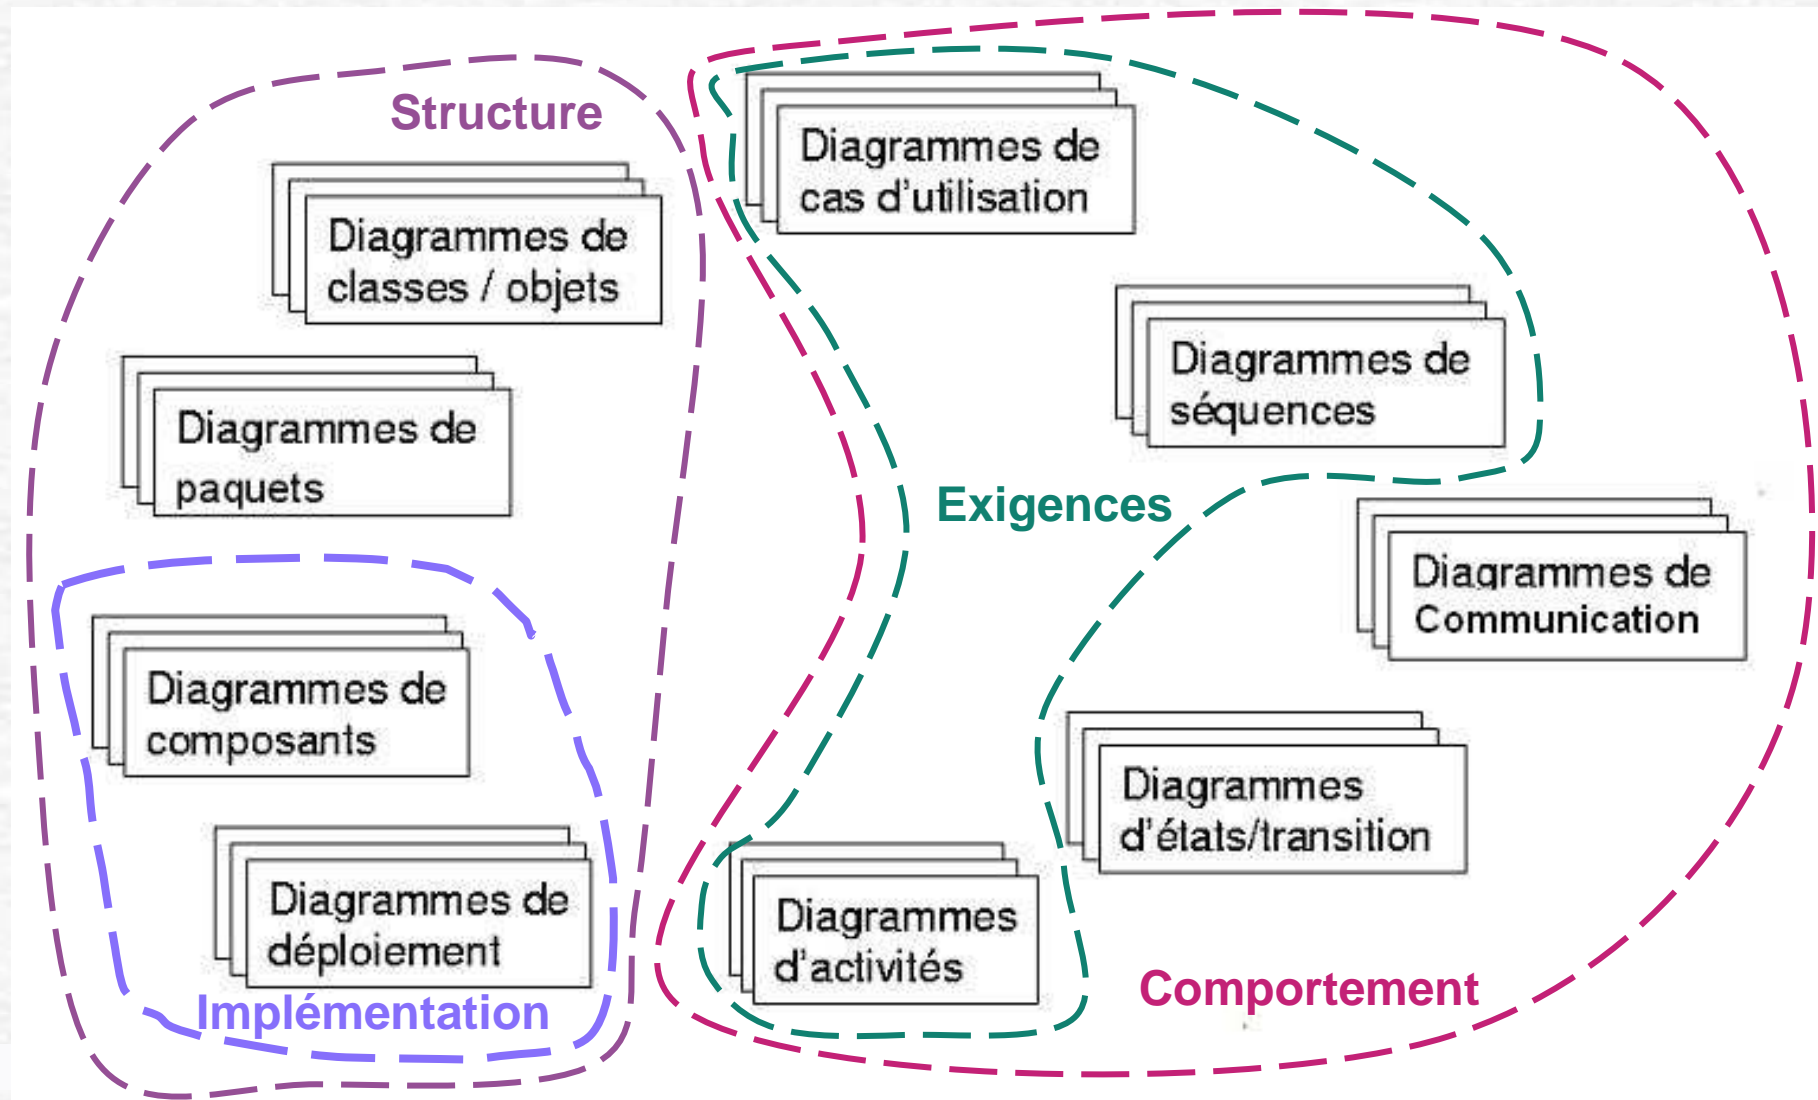 Structure
Diagrammes de
classes / objets
Diagrammes de
paquets
Diagrammes de
composants
Diagrammes de
déploiement
Implémentation
Diagrammes de
cas d'utilisation
Diagrammes de
séquences
Exigences
Diagrammes de
Communication
Diagrammes
d'états/transition
Diagrammes
d'activités
Comportement